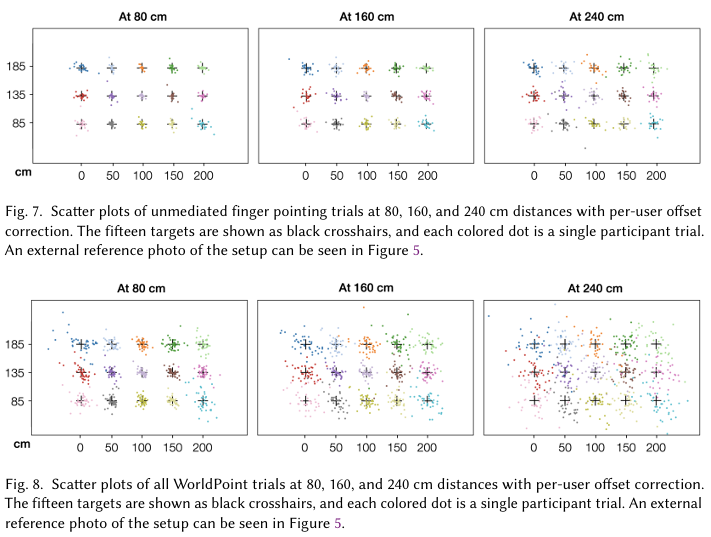 At 80 cm At 160 cm At 240 cm
185
135
85
cm 0 50 100 150 200 0 50 100 150 200 0 50 100 150 200
Fig. 7. Scatter plots of unmediated finger pointing trials at 80, 160, and 240 cm distances with per-user offset
correction. The fifteen targets are shown as black crosshairs, and each colored dot is a single participant trial.
An external reference photo of the setup can be seen in Figure 5.
At 80 cm At 160 cm At 240 cm
185
135
85
cm 0 50 100 150 200 0 50 100 150 200 0 50 100 150 200
Fig. 8. Scatter plots of all WorldPoint trials at 80, 160, and 240 cm distances with per-user offset correction.
The fifteen targets are shown as black crosshairs, and each colored dot is a single participant trial. An external
reference photo of the setup can be seen in Figure 5.